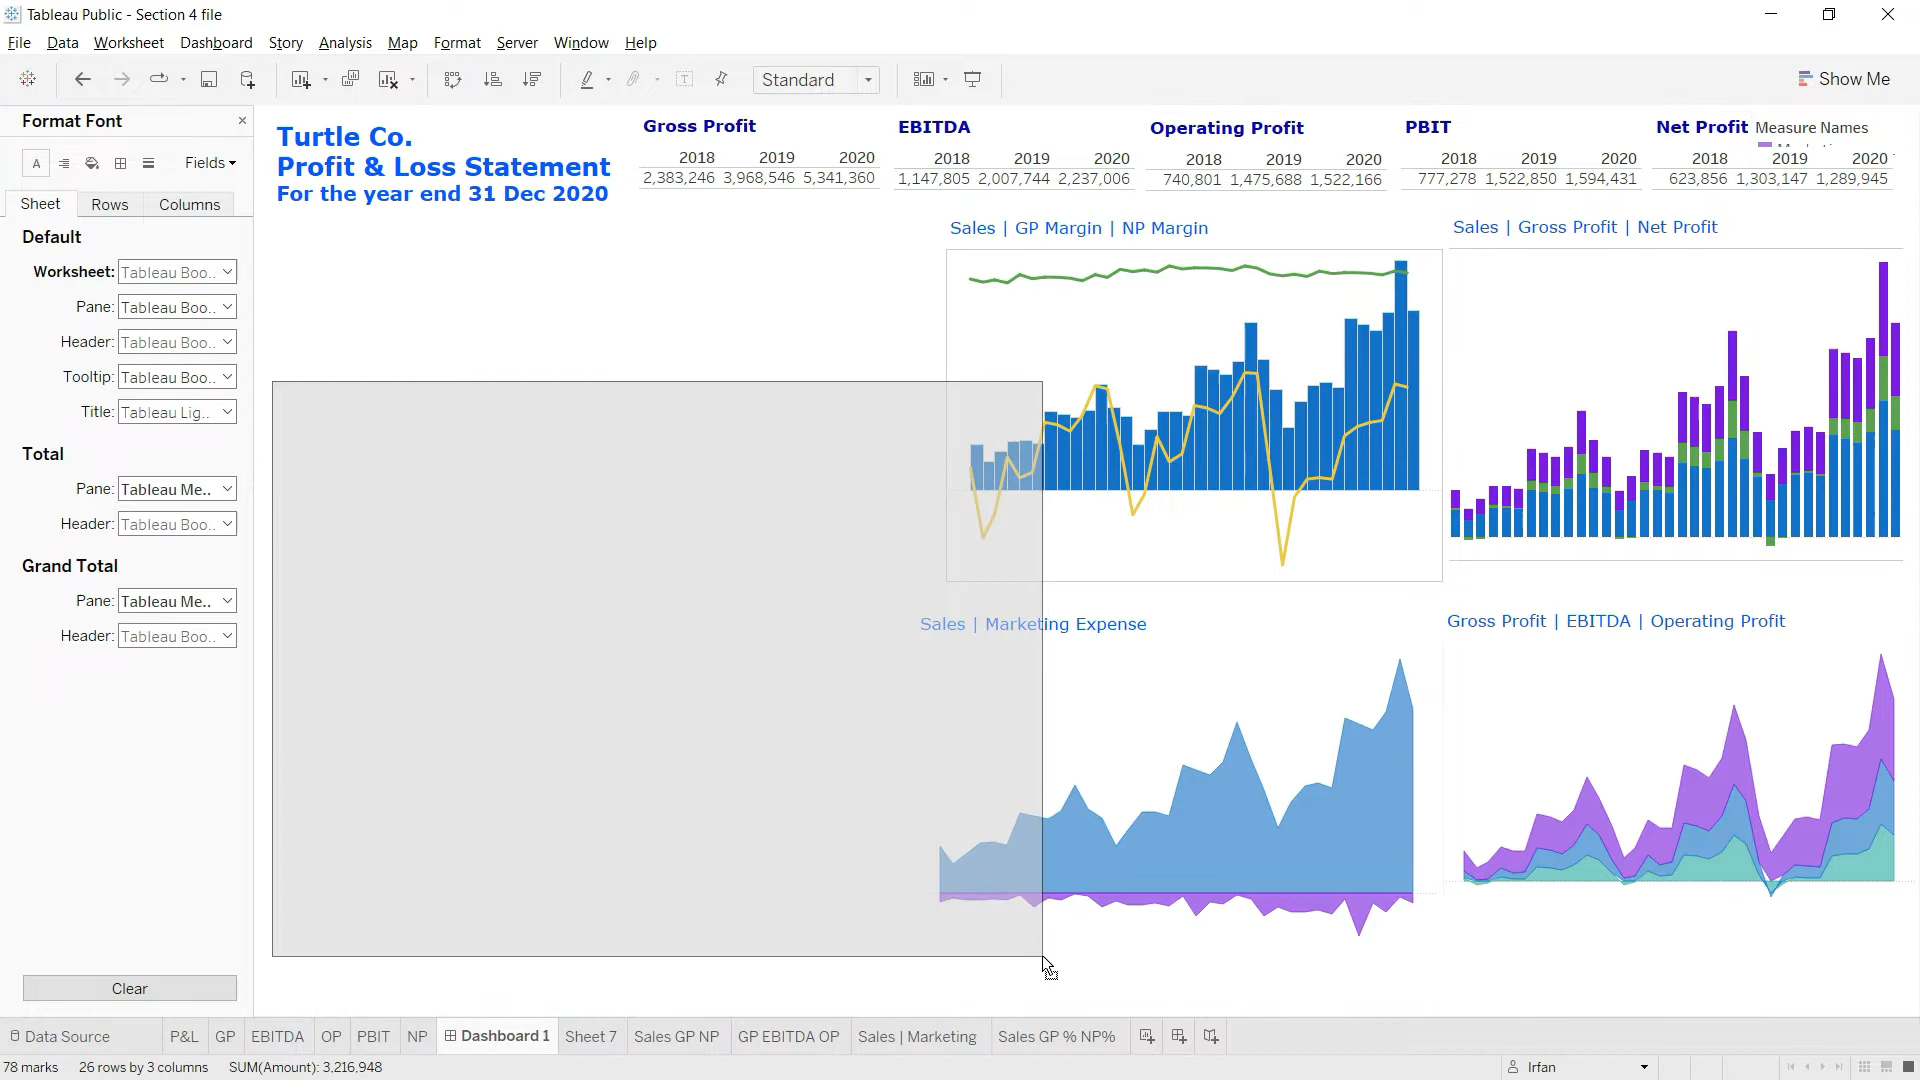 Tableau Public - Section 4 file
File Data Worksheet Dashboard Story Analysis Map Format Server Window Help
Standard
Show Me
Format Font
A
Fields
Sheet Rows Columns
Default
Worksheet: Tableau Boo..
Pane: Tableau Boo..
Header: Tableau Boo..
Tooltip: Tableau Boo..
Title: Tableau Lig..
Total
Pane: Tableau Me..
Header: Tableau Boo..
Grand Total
Pane: Tableau Me..
Header: Tableau Boo..
Clear
Turtle Co.
Profit & Loss Statement
For the year end 31 Dec 2020
Gross Profit
2018 2019 2020
2,383,246 3,968,546 5,341,360
EBITDA
2018 2019 2020
1,147,805 2,007,744 2,237,006
Operating Profit
2018 2019 2020
740,801 1,475,688 1,522,166
PBIT
2018 2019 2020
777,278 1,522,850 1,594,431
Net Profit Measure Names
2018 2019 2020
623,856 1,303,147 1,289,945
Sales | GP Margin | NP Margin
Sales | Gross Profit | Net Profit
Sales | Marketing Expense
Gross Profit | EBITDA | Operating Profit
Data Source P&L GP EBITDA OP PBIT NP Dashboard 1 Sheet 7 Sales GP NP GP EBITDA OP Sales | Marketing Sales GP % NP%
78 marks 26 rows by 3 columns SUM(Amount): 3,216,948
Irfan